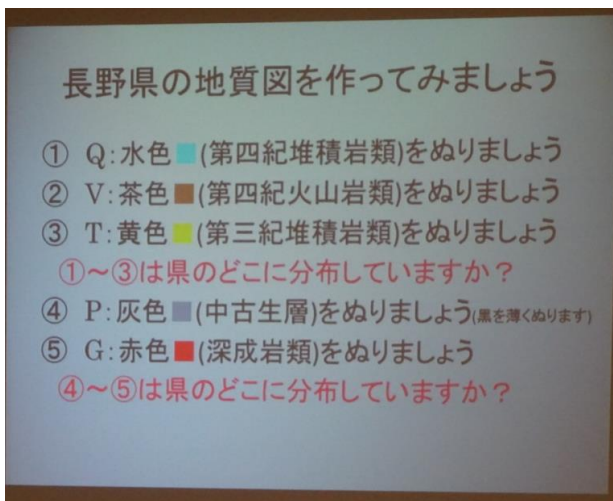 長野県の地質図を作ってみましょう
① Q:水色■(第四紀堆積岩類)をぬりましょう
② V:茶色■(第四紀火山岩類)をぬりましょう
③ T:黄色■(第三紀堆積岩類)をぬりましょう
①～③は県のどこに分布していますか？
④ P:灰色■(中古生層)をぬりましょう(黒を薄くぬります)
⑤ G:赤色■(深成岩類)をぬりましょう
④～⑤は県のどこに分布していますか？